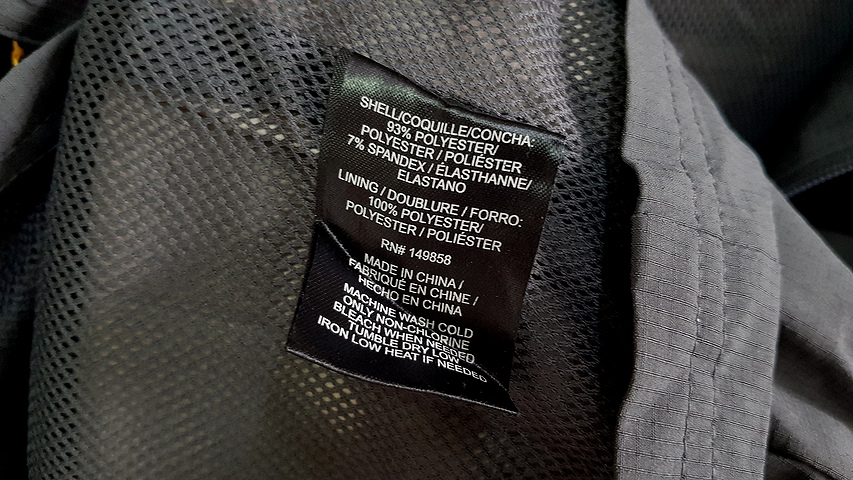 SHELL/COQUILLE/CONCHA:
93% POLYESTER/
POLYESTER / POLIÉSTER
7% SPANDEX / ÉLASTHANNE/
ELASTANO
LINING / DOUBLURE / FORRO:
100% POLYESTER/
POLYESTER / POLIÉSTER
RN# 149858
MADE IN CHINA /
FABRIQUÉ EN CHINE /
HECHO EN CHINA
MACHINE WASH COLD
ONLY NON-CHLORINE
BLEACH WHEN NEEDED
TUMBLE DRY LOW
IRON LOW HEAT IF NEEDED